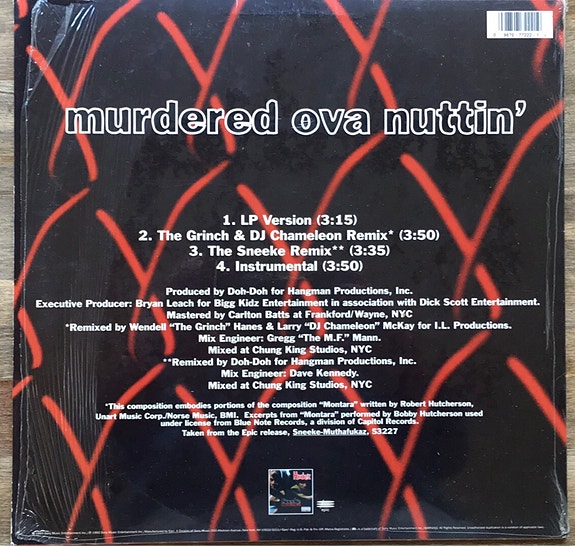 murdered ova nuttin'
1. LP Version (3:15)
2. The Grinch & DJ Chameleon Remix* (3:50)
3. The Sneeke Remix** (3:35)
4. Instrumental (3:50)
Produced by Doh-Doh for Hangman Productions, Inc.
Executive Producer: Bryan Leach for Bigg Kidz Entertainment in association with Dick Scott Entertainment.
Mastered by Carlton Batts at Frankford/Wayne, NYC
*Remixed by Wendell "The Grinch" Hanes & Larry "DJ Chameleon" McKay for I.L. Productions.
Mix Engineer: Gregg "The M.F." Mann.
Mixed at Chung King Studios, NYC
**Remixed by Doh-Doh for Hangman Productions, Inc.
Mix Engineer: Dave Kennedy.
Mixed at Chung King Studios, NYC
*This composition embodies portions of the composition "Montara" written by Robert Hutcherson,
Unart Music Corp./Norse Music, BMI. Excerpts from "Montara" performed by Bobby Hutcherson used
under license from Blue Note Records, a division of Capitol Records.
Taken from the Epic release, Sneeke-Muthafukaz, 53227